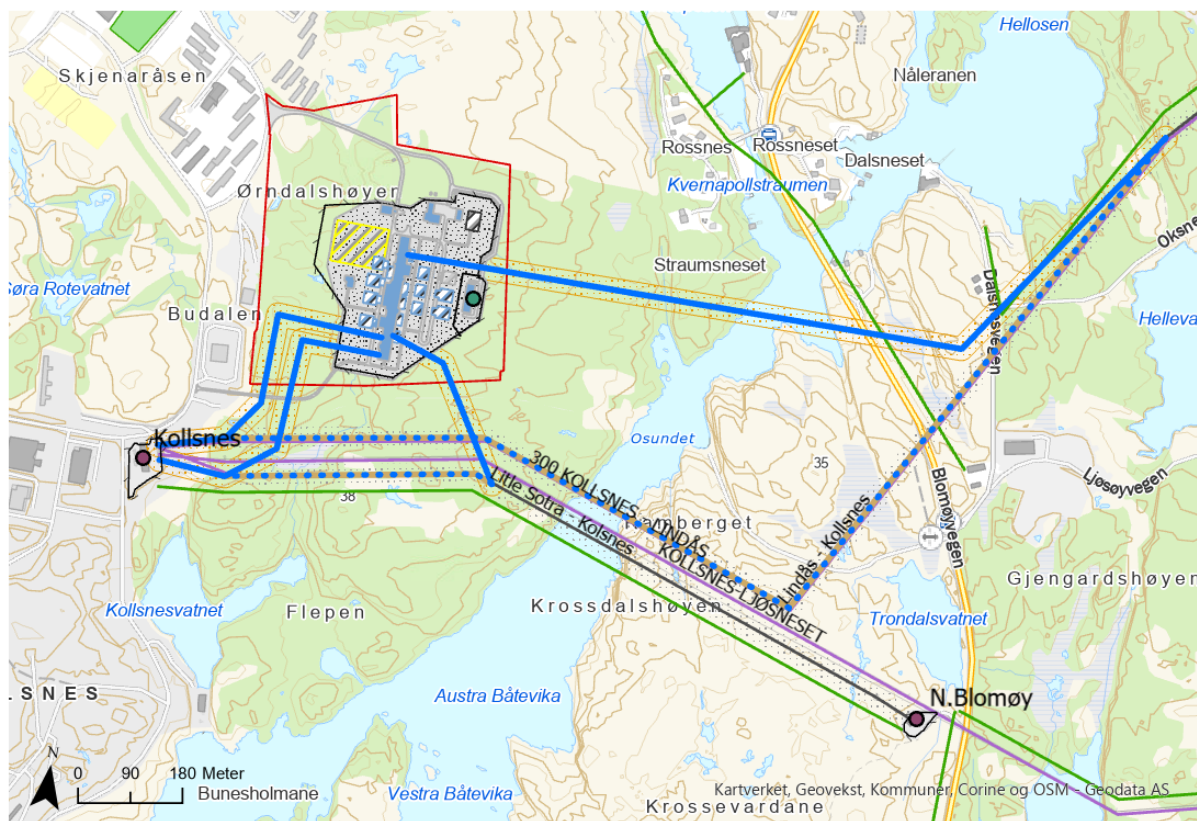 Hellosen
Skjenaråsen
Nåleranen
Rossnes
Rossneset
Dalsneset
Ørndalshøyer
Kvernapollstraumen
Oksne
Straumsneset
Dalsnesvegen
Søra Rotevatnet
Budalen
Helleva
Kollsnes
Osundet
300 KOLLSNES - LINDÅS
35
Litle Sotra - Kolsnes
Lindås - Kollsnes
Blomøyvegen
Ljøsøyvegen
38
KOLLSNES-LJØSNESET
Gjengardshøyen
Kollsnesvatnet
Flepen
Krossdalshøyen
Trondalsvatnet
LSNES
Austra Båtevika
N.Blomøy
N
0 90 180 Meter
Bunesholmane
Vestra Båtevika
Kartverket, Geovekst, Kommuner, Corine og OSM - Geodata AS
Krossevardane